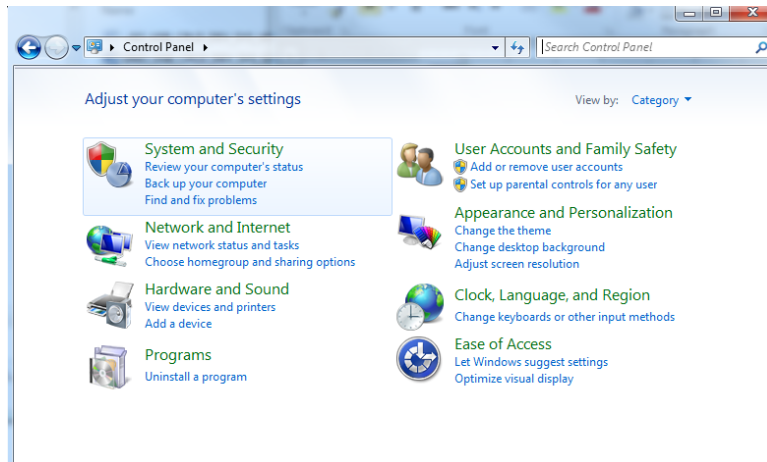 Control Panel
Search Control Panel
Adjust your computer's settings
View by: Category
System and Security
Review your computer's status
Back up your computer
Find and fix problems
Network and Internet
View network status and tasks
Choose homegroup and sharing options
Hardware and Sound
View devices and printers
Add a device
Programs
Uninstall a program
User Accounts and Family Safety
Add or remove user accounts
Set up parental controls for any user
Appearance and Personalization
Change the theme
Change desktop background
Adjust screen resolution
Clock, Language, and Region
Change keyboards or other input methods
Ease of Access
Let Windows suggest settings
Optimize visual display